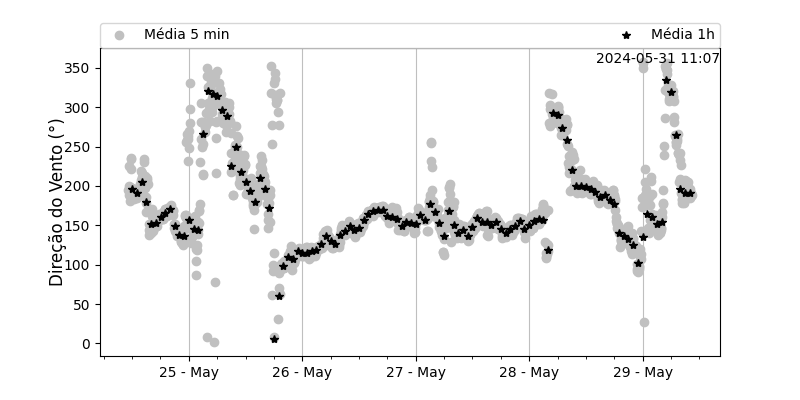 Média 5 min
Média 1h
2024-05-31 11:07
Direção do Vento (°)
350
300
250
200
150
100
50
0
25 - May
26 - May
27 - May
28 - May
29 - May